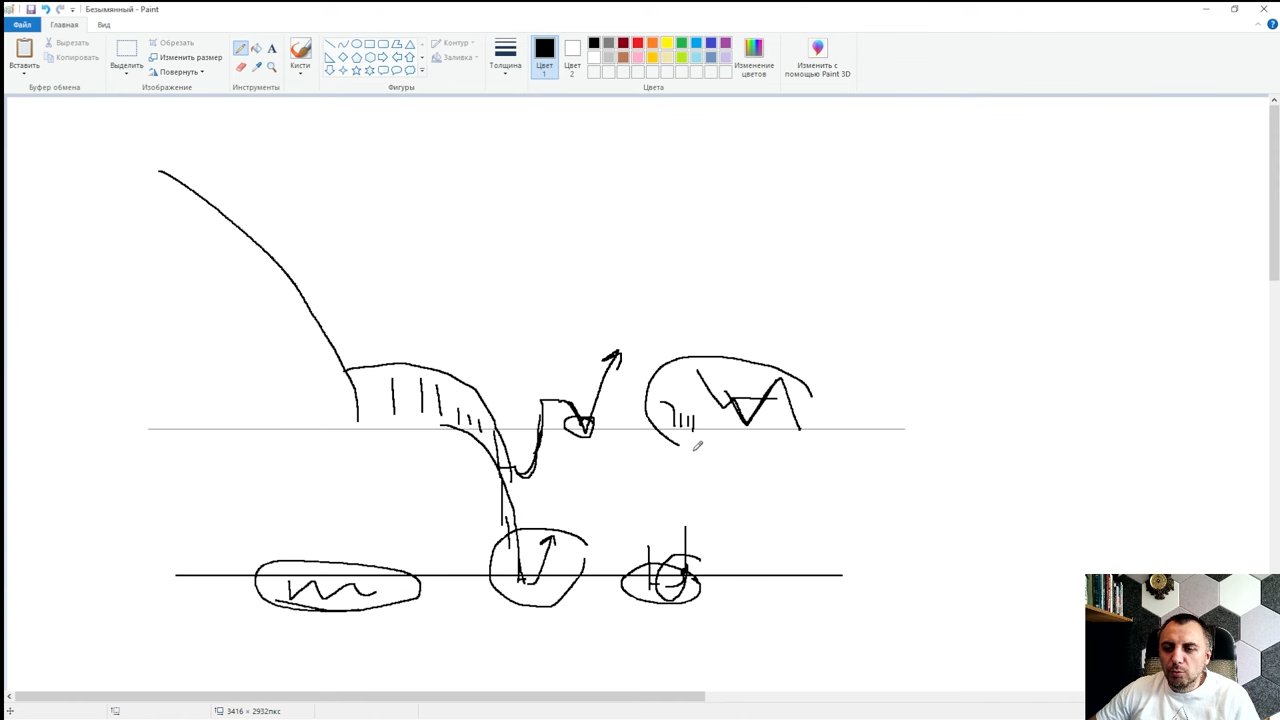 Безымянный - Paint
Файл
Главная
Вид
Вставить
Вырезать
Копировать
Буфер обмена
Выделить
Обрезать
Изменить размер
Повернуть
Изображение
A
Инструменты
Кисти
Фигуры
Контур
Заливка
Толщина
Цвет 1
Цвет 2
Изменение цветов
Цвета
Изменить с помощью Paint 3D
3416 × 2932пкс